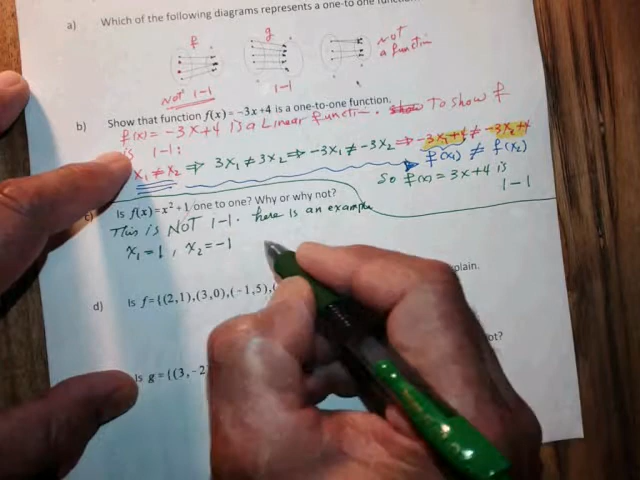 a) Which of the following diagrams represents a one-to one function
f g
NOT a function
NOT 1-1 1-1
b) Show that function f(x) = -3x+4 is a one-to-one function.
f(x) = -3x+4 is a Linear function. To show f
is 1-1:
x₁ ≠ x₂ ⇒ 3x₁ ≠ 3x₂ ⇒ -3x₁ ≠ -3x₂ ⇒ -3x₁+4 ≠ -3x₂+4
f(x₁) ≠ f(x₂)
So f(x) = 3x+4 is
1-1
c) Is f(x)=x²+1 one to one? Why or why not?
This is NOT 1-1. here is an example
x₁=1, x₂=-1
d) Is f={(2,1),(3,0),(-1,5),
Is g={(3,-2